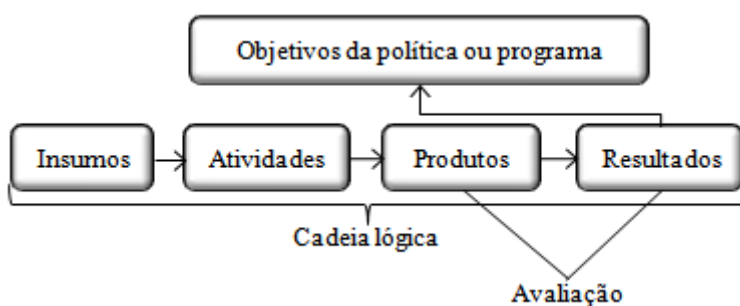 Objetivos da política ou programa
Insumos
Atividades
Produtos
Resultados
Cadeia lógica
Avaliação